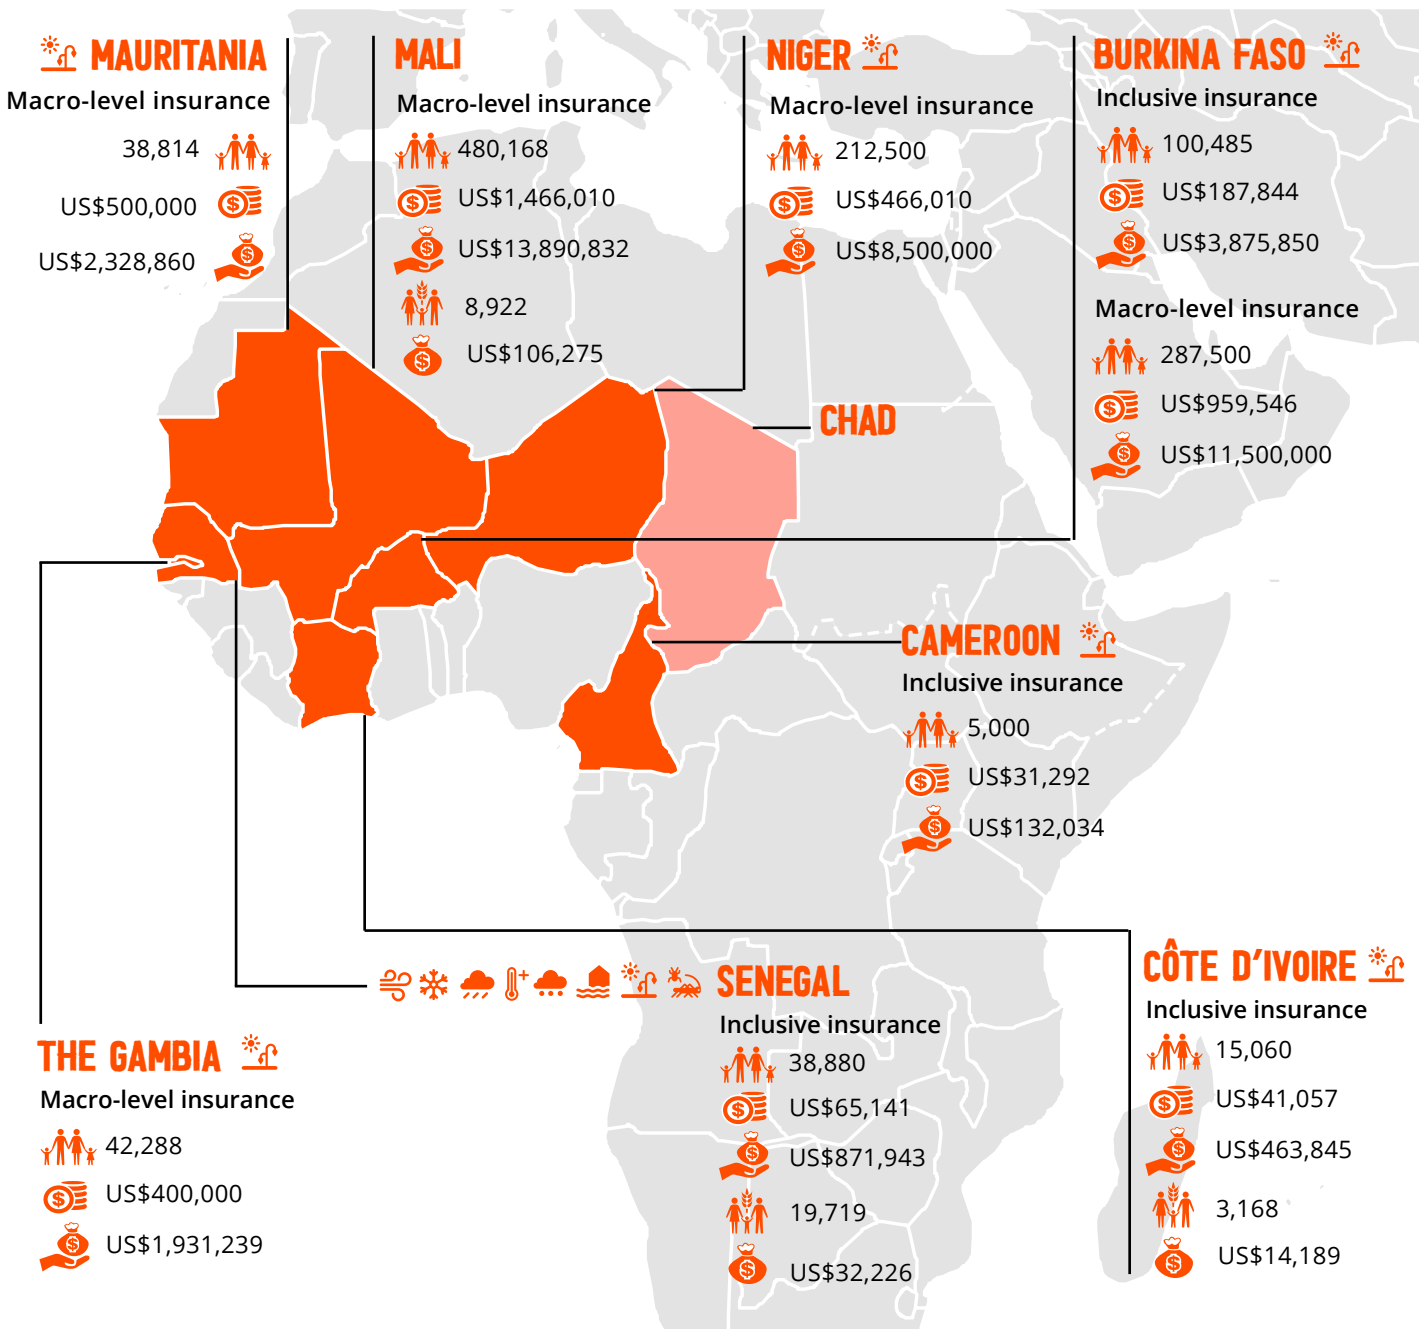 MAURITANIA
Macro-level insurance
38,814
US$500,000
US$2,328,860
MALI
Macro-level insurance
480,168
US$1,466,010
US$13,890,832
8,922
US$106,275
NIGER
Macro-level insurance
212,500
US$466,010
US$8,500,000
BURKINA FASO
Inclusive insurance
100,485
US$187,844
US$3,875,850
Macro-level insurance
287,500
US$959,546
US$11,500,000
CHAD
CAMEROON
Inclusive insurance
5,000
US$31,292
US$132,034
THE GAMBIA
Macro-level insurance
42,288
US$400,000
US$1,931,239
SENEGAL
Inclusive insurance
38,880
US$65,141
US$871,943
19,719
US$32,226
CÔTE D'IVOIRE
Inclusive insurance
15,060
US$41,057
US$463,845
3,168
US$14,189